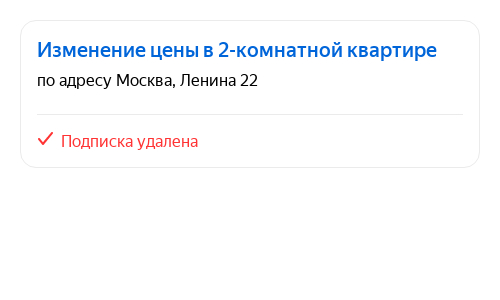 Изменение цены в 2-комнатной квартире
по адресу Москва, Ленина 22
Подписка удалена